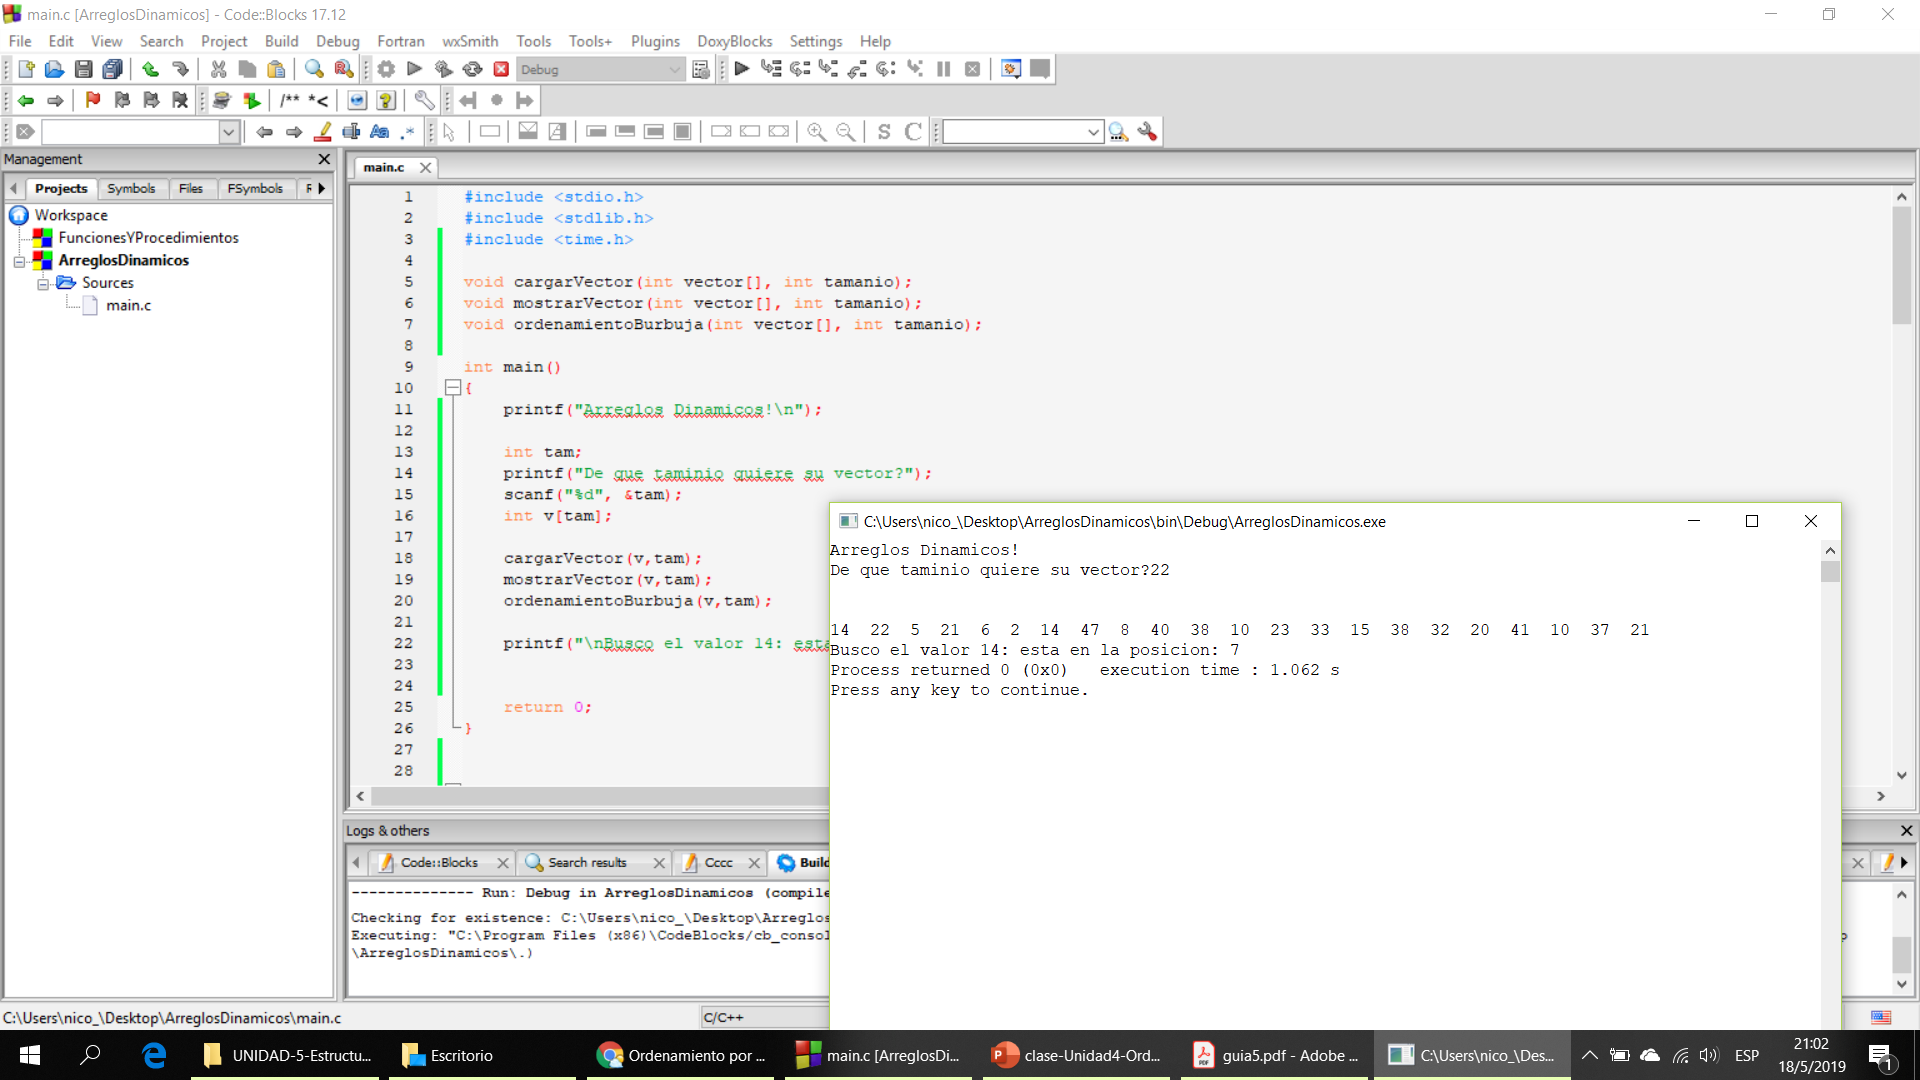 main.c [ArreglosDinamicos] - Code::Blocks 17.12
File Edit View Search Project Build Debug Fortran wxSmith Tools Tools+ Plugins DoxyBlocks Settings Help
Debug
/** *<
Aa .*
S C
Management
main.c
Projects Symbols Files FSymbols
Workspace
FuncionesYProcedimientos
ArreglosDinamicos
Sources
main.c
1 #include <stdio.h>
2 #include <stdlib.h>
3 #include <time.h>
4
5 void cargarVector(int vector[], int tamanio);
6 void mostrarVector(int vector[], int tamanio);
7 void ordenamientoBurbuja(int vector[], int tamanio);
8
9 int main()
10 {
11 printf("Arreglos Dinamicos!\n");
12
13 int tam;
14 printf("De que taminio quiere su vector?");
15 scanf("%d", &tam);
16 int v[tam];
17
18 cargarVector(v,tam);
19 mostrarVector(v,tam);
20 ordenamientoBurbuja(v,tam);
21
22 printf("\nBusco el valor 14: esta
23
24
25 return 0;
26 }
27
28
C:\Users\nico_\Desktop\ArreglosDinamicos\bin\Debug\ArreglosDinamicos.exe
Arreglos Dinamicos!
De que taminio quiere su vector?22
14 22 5 21 6 2 14 47 8 40 38 10 23 33 15 38 32 20 41 10 37 21
Busco el valor 14: esta en la posicion: 7
Process returned 0 (0x0) execution time : 1.062 s
Press any key to continue.
Logs & others
Code::Blocks Search results Cccc Build
-------------- Run: Debug in ArreglosDinamicos (compile
Checking for existence: C:\Users\nico_\Desktop\Arreglos
Executing: "C:\Program Files (x86)\CodeBlocks/cb_consol
\ArreglosDinamicos\.)
C:\Users\nico_\Desktop\ArreglosDinamicos\main.c
C/C++
UNIDAD-5-Estructu... Escritorio Ordenamiento por ... main.c [ArreglosDi... clase-Unidad4-Ord... guia5.pdf - Adobe ... C:\Users\nico_\Des... ESP
21:02
18/5/2019
1